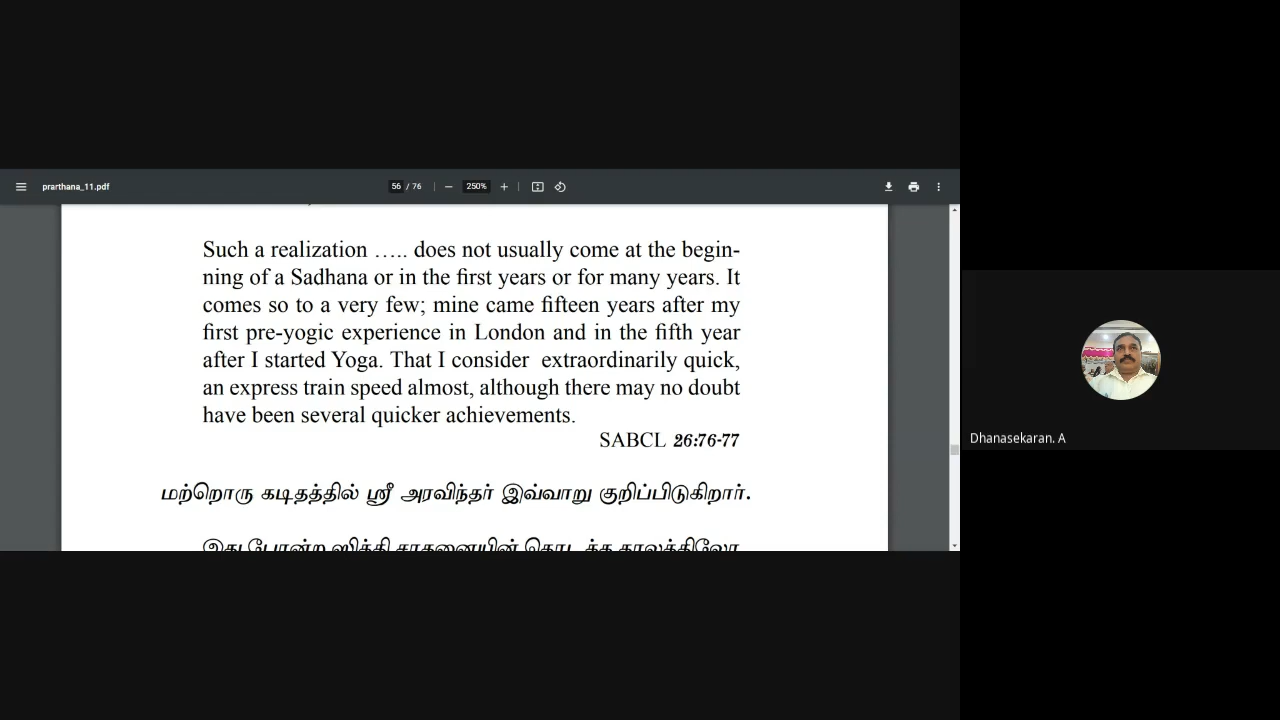 prarthana_11.pdf
56 / 76
250%
Such a realization ….. does not usually come at the begin-
ning of a Sadhana or in the first years or for many years. It
comes so to a very few; mine came fifteen years after my
first pre-yogic experience in London and in the fifth year
after I started Yoga. That I consider extraordinarily quick,
an express train speed almost, although there may no doubt
have been several quicker achievements.
SABCL 26:76-77
மற்றொரு கடிதத்தில் ஸ்ரீ அரவிந்தர் இவ்வாறு குறிப்பிடுகிறார்.
இது போன்ற ஸித்தி சாதனையின் தொடக்க காலத்திலோ
Dhanasekaran. A